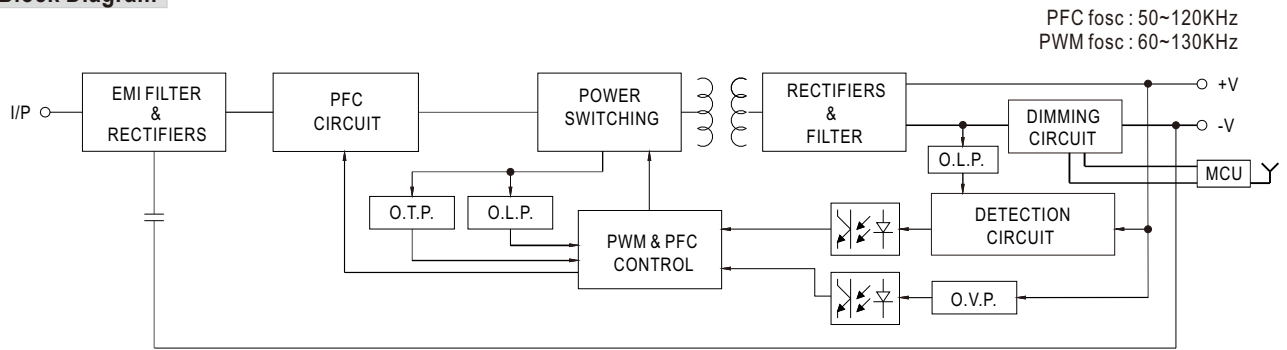 Block Diagram
PFC fosc : 50~120KHz
PWM fosc : 60~130KHz
I/P
EMI FILTER
&
RECTIFIERS
PFC
CIRCUIT
POWER
SWITCHING
RECTIFIERS
&
FILTER
+V
DIMMING
CIRCUIT
-V
O.L.P.
MCU
O.T.P.
O.L.P.
PWM & PFC
CONTROL
DETECTION
CIRCUIT
O.V.P.